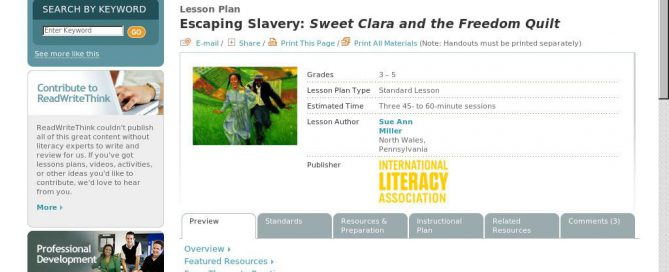 SEARCH BY KEYWORD
Enter Keyword
GO
See more like this
Contribute to
ReadWriteThink
ReadWriteThink couldn't publish
all of this great content without
literacy experts to write and
review for us. If you've got
lessons plans, videos, activities,
or other ideas you'd like to
contribute, we'd love to hear
from you.
More
Professional
Development
Lesson Plan
Escaping Slavery: Sweet Clara and the Freedom Quilt
E-mail / Share / Print This Page / Print All Materials (Note: Handouts must be printed separately)
Grades 3 – 5
Lesson Plan Type Standard Lesson
Estimated Time Three 45- to 60-minute sessions
Lesson Author Sue Ann
Miller
North Wales,
Pennsylvania
Publisher
INTERNATIONAL
LITERACY
ASSOCIATION
Preview
Standards
Resources &
Preparation
Instructional
Plan
Related
Resources
Comments (3)
Overview
Featured Resources